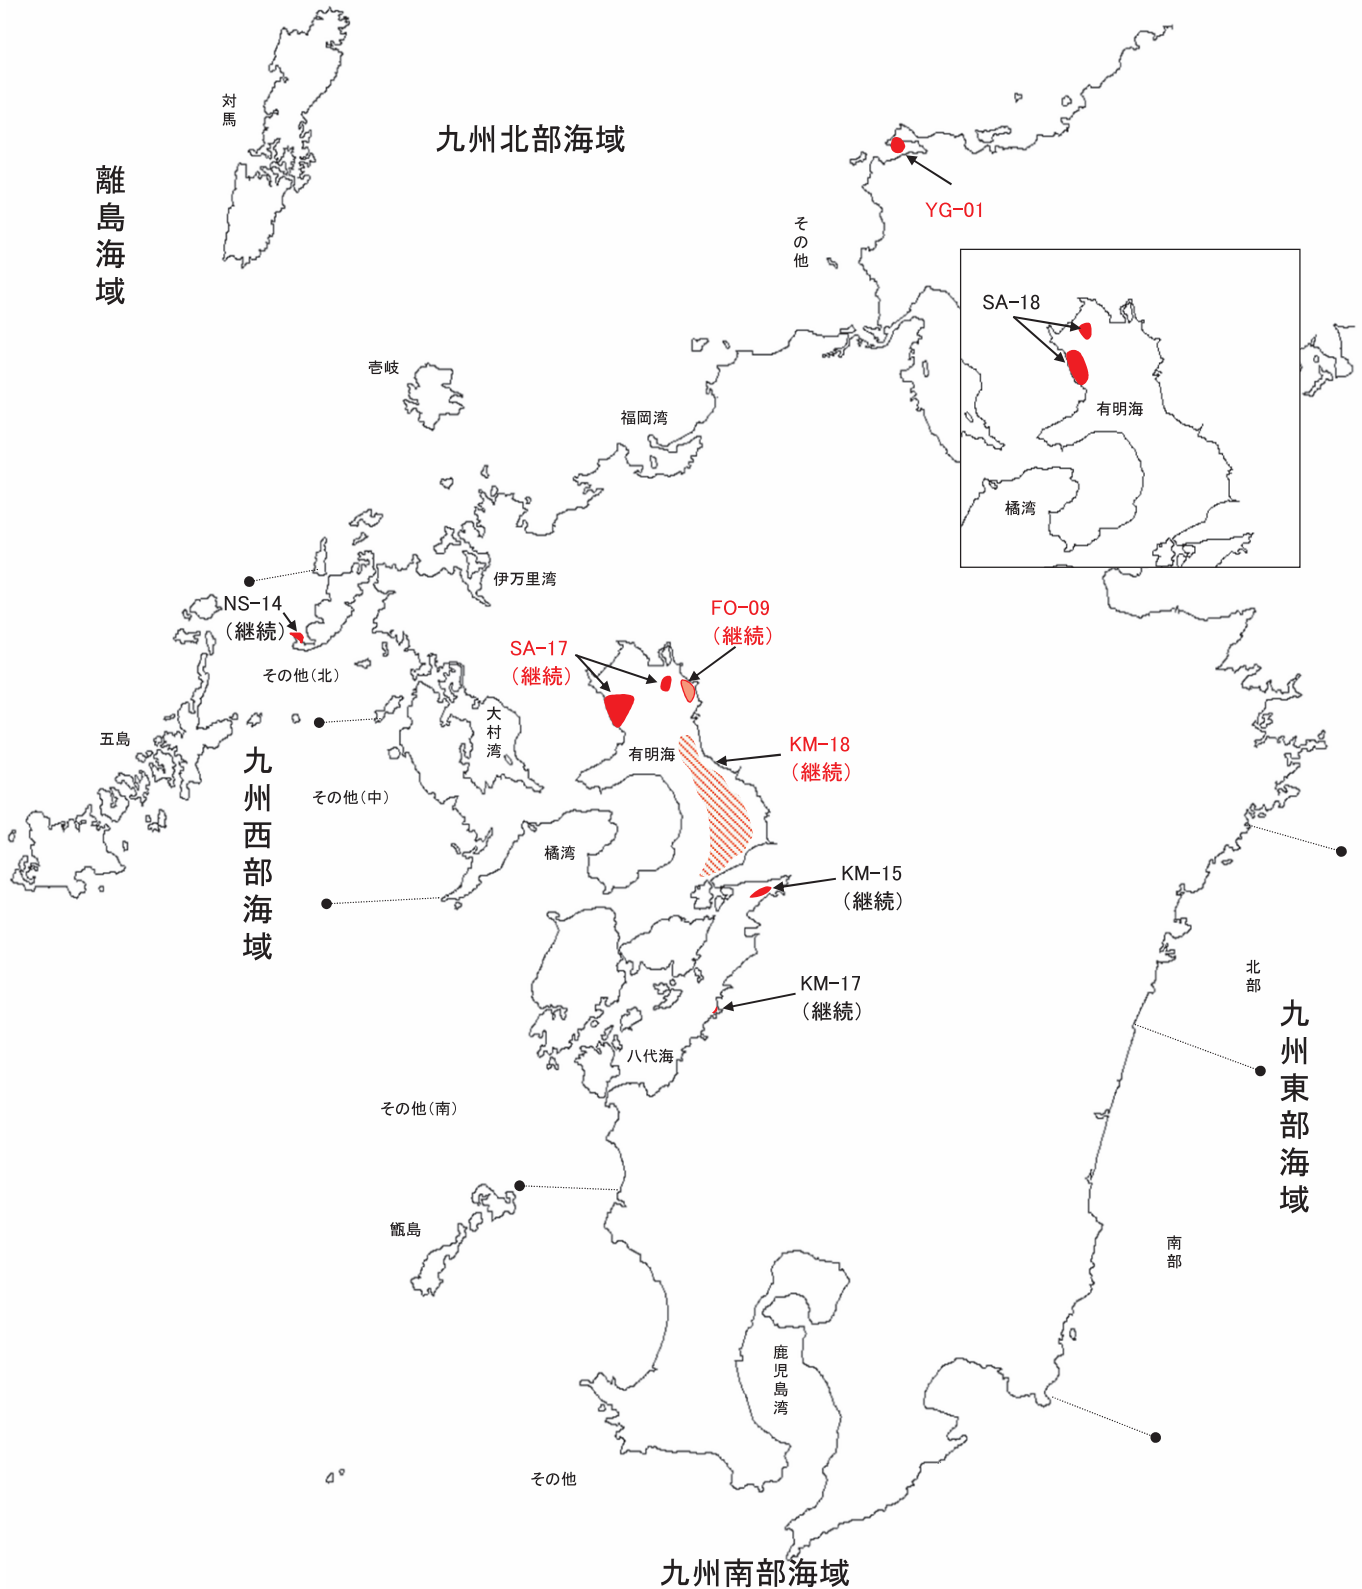 対馬
九州北部海域
離島海域
その他
YG-01
SA-18
有明海
橘湾
壱岐
福岡湾
伊万里湾
NS-14
(継続)
その他(北)
FO-09
(継続)
SA-17
(継続)
大村湾
五島
有明海
KM-18
(継続)
九州西部海域
その他(中)
橘湾
KM-15
(継続)
KM-17
(継続)
北部
九州東部海域
八代海
その他(南)
甑島
南部
鹿児島湾
その他
九州南部海域